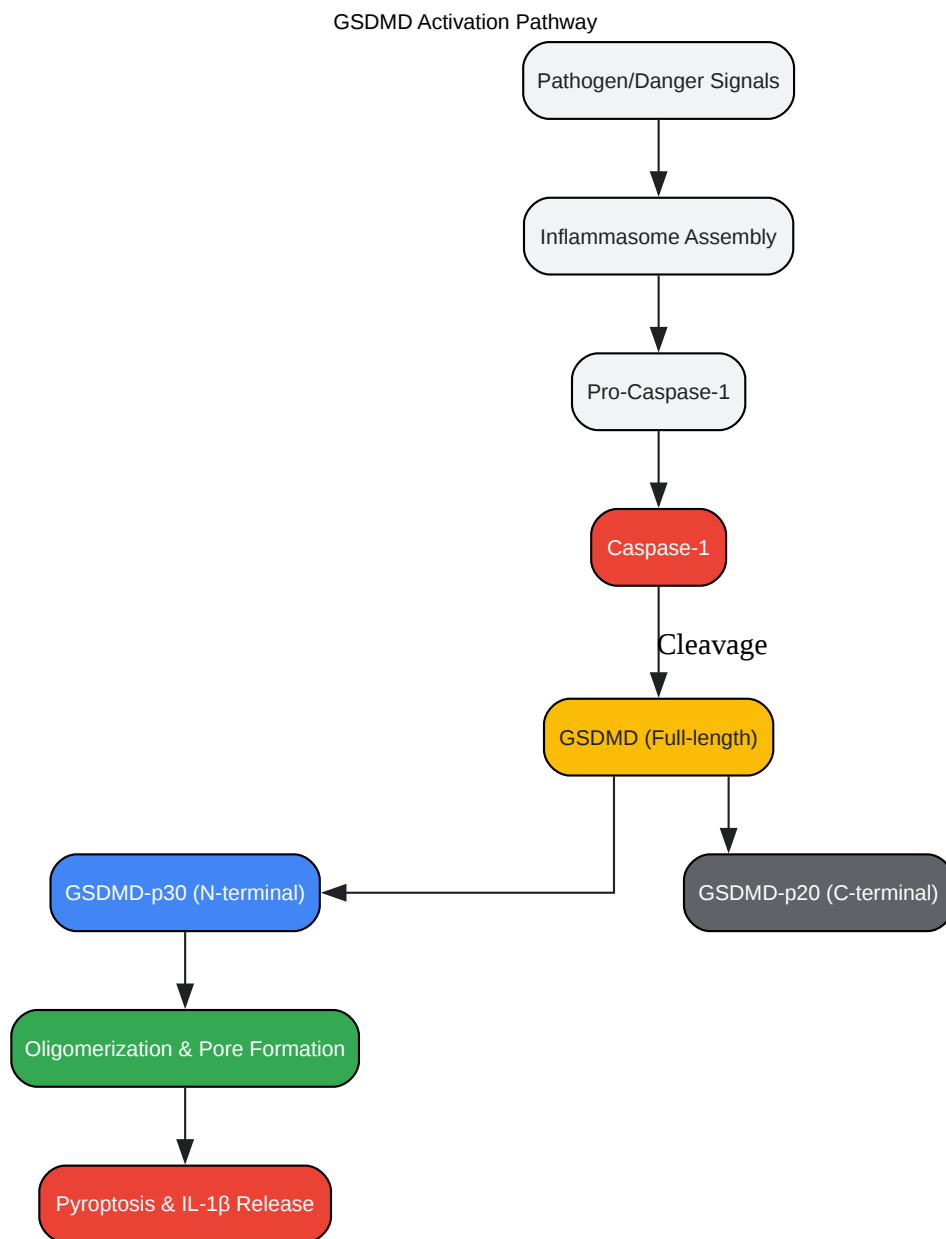 GSDMD Activation Pathway
Pathogen/Danger Signals
Inflammasome Assembly
Pro-Caspase-1
Caspase-1
Cleavage
GSDMD (Full-length)
GSDMD-p30 (N-terminal)
GSDMD-p20 (C-terminal)
Oligomerization & Pore Formation
Pyroptosis & IL-1β Release